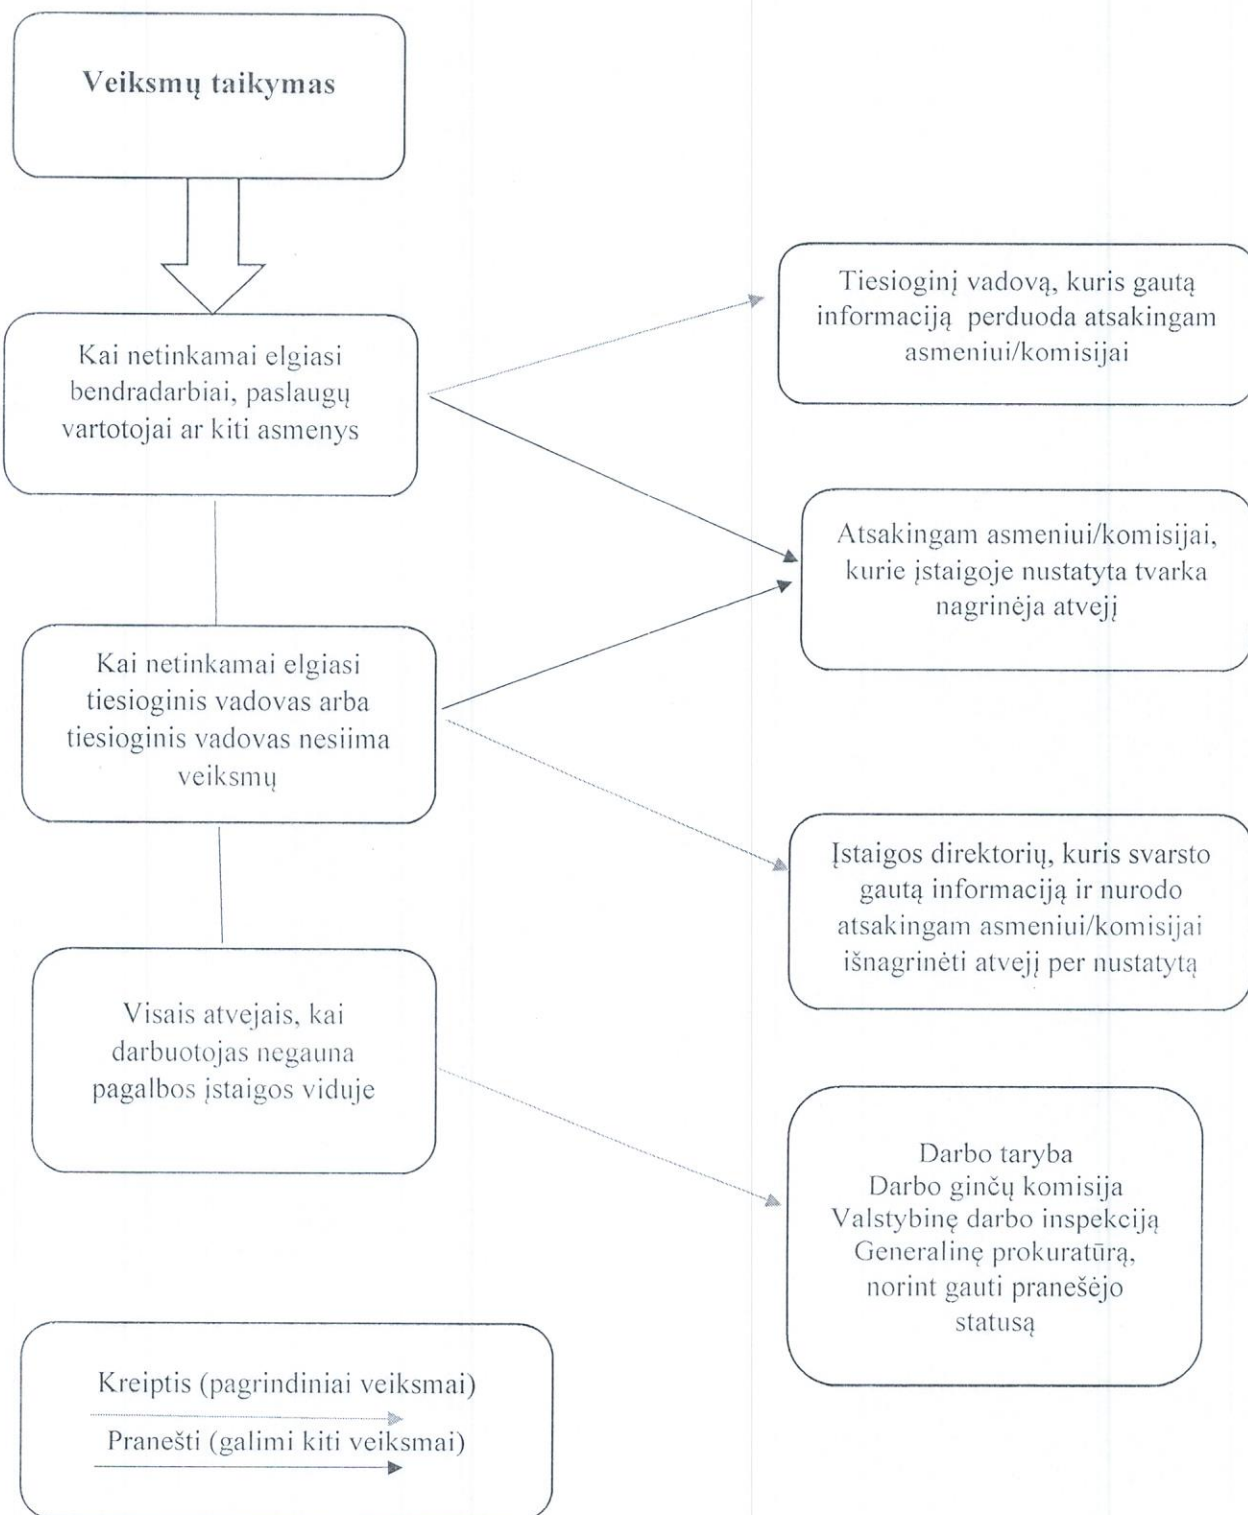 Veiksmų taikymas
Kai netinkamai elgiasi
bendradarbiai, paslaugų
vartotojai ar kiti asmenys
Tiesioginį vadovą, kuris gautą
informaciją perduoda atsakingam
asmeniui/komisijai
Atsakingam asmeniui/komisijai,
kurie įstaigoje nustatyta tvarka
nagrinėja atvejį
Kai netinkamai elgiasi
tiesioginis vadovas arba
tiesioginis vadovas nesiima
veiksmų
Įstaigos direktorių, kuris svarsto
gautą informaciją ir nurodo
atsakingam asmeniui/komisijai
išnagrinėti atvejį per nustatytą
Visais atvejais, kai
darbuotojas negauna
pagalbos įstaigos viduje
Darbo taryba
Darbo ginčų komisija
Valstybinę darbo inspekciją
Generalinę prokuratūrą,
norint gauti pranešėjo
statusą
Kreiptis (pagrindiniai veiksmai)
Pranešti (galimi kiti veiksmai)